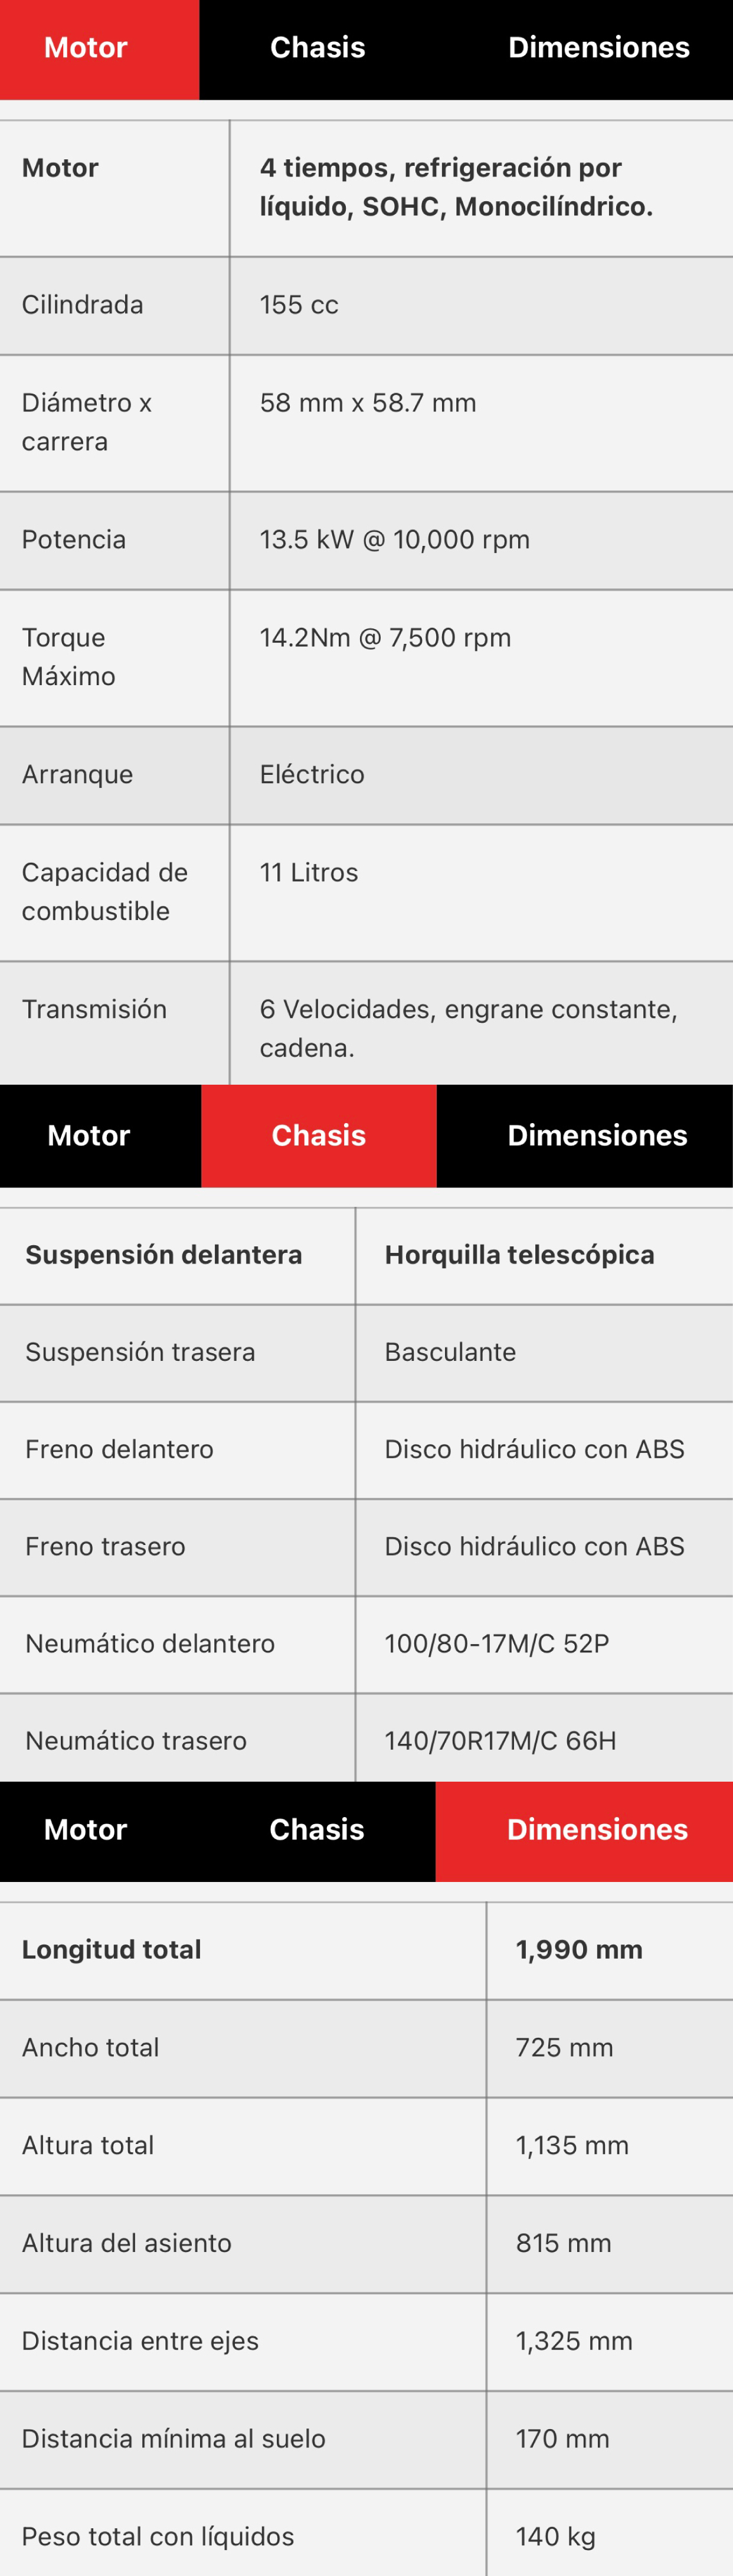 Motor Chasis Dimensiones
Motor 4 tiempos, refrigeración por
líquido, SOHC, Monocilíndrico.
Cilindrada 155 cc
Diámetro x 58 mm x 58.7 mm
carrera
Potencia 13.5 kW @ 10,000 rpm
Torque 14.2Nm @ 7,500 rpm
Máximo
Arranque Eléctrico
Capacidad de 11 Litros
combustible
Transmisión 6 Velocidades, engrane constante,
cadena.
Motor Chasis Dimensiones
Suspensión delantera Horquilla telescópica
Suspensión trasera Basculante
Freno delantero Disco hidráulico con ABS
Freno trasero Disco hidráulico con ABS
Neumático delantero 100/80-17M/C 52P
Neumático trasero 140/70R17M/C 66H
Motor Chasis Dimensiones
Longitud total 1,990 mm
Ancho total 725 mm
Altura total 1,135 mm
Altura del asiento 815 mm
Distancia entre ejes 1,325 mm
Distancia mínima al suelo 170 mm
Peso total con líquidos 140 kg